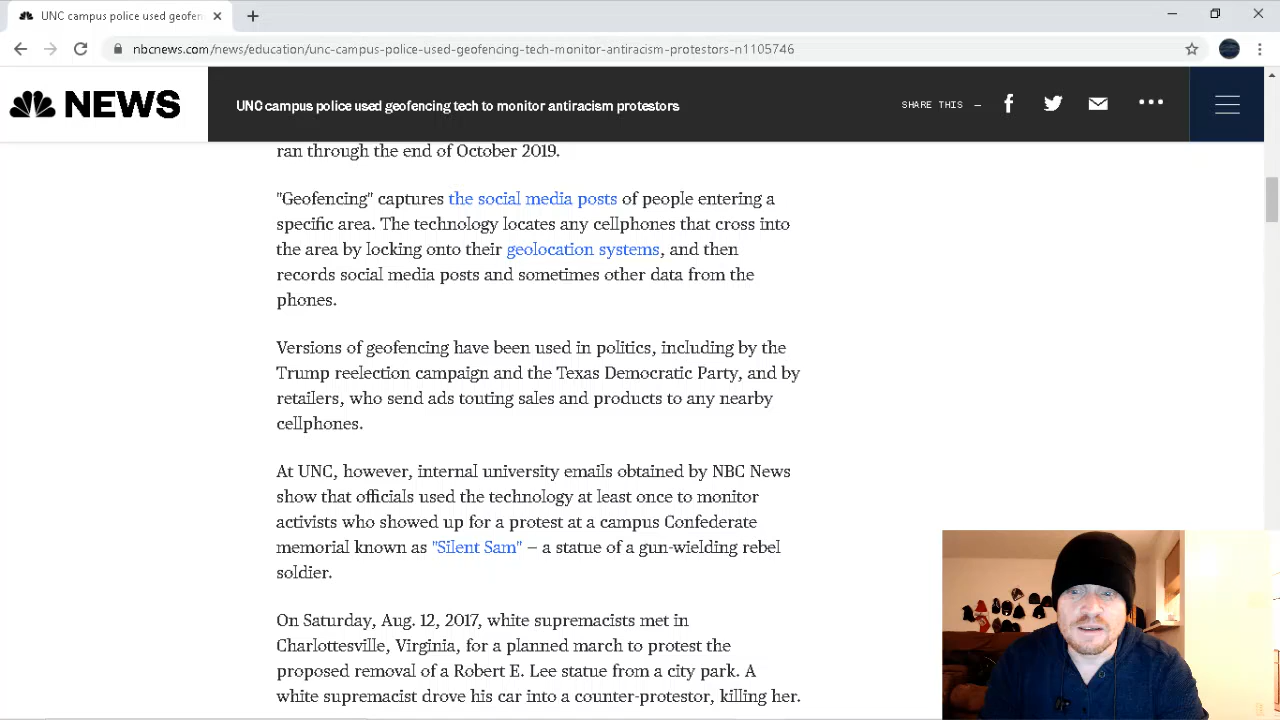 UNC campus police used geofen
nbcnews.com/news/education/unc-campus-police-used-geofencing-tech-monitor-antiracism-protestors-n1105746
NEWS
UNC campus police used geofencing tech to monitor antiracism protestors
SHARE THIS —
ran through the end of October 2019.
"Geofencing" captures the social media posts of people entering a
specific area. The technology locates any cellphones that cross into
the area by locking onto their geolocation systems, and then
records social media posts and sometimes other data from the
phones.
Versions of geofencing have been used in politics, including by the
Trump reelection campaign and the Texas Democratic Party, and by
retailers, who send ads touting sales and products to any nearby
cellphones.
At UNC, however, internal university emails obtained by NBC News
show that officials used the technology at least once to monitor
activists who showed up for a protest at a campus Confederate
memorial known as "Silent Sam" — a statue of a gun-wielding rebel
soldier.
On Saturday, Aug. 12, 2017, white supremacists met in
Charlottesville, Virginia, for a planned march to protest the
proposed removal of a Robert E. Lee statue from a city park. A
white supremacist drove his car into a counter-protestor, killing her.